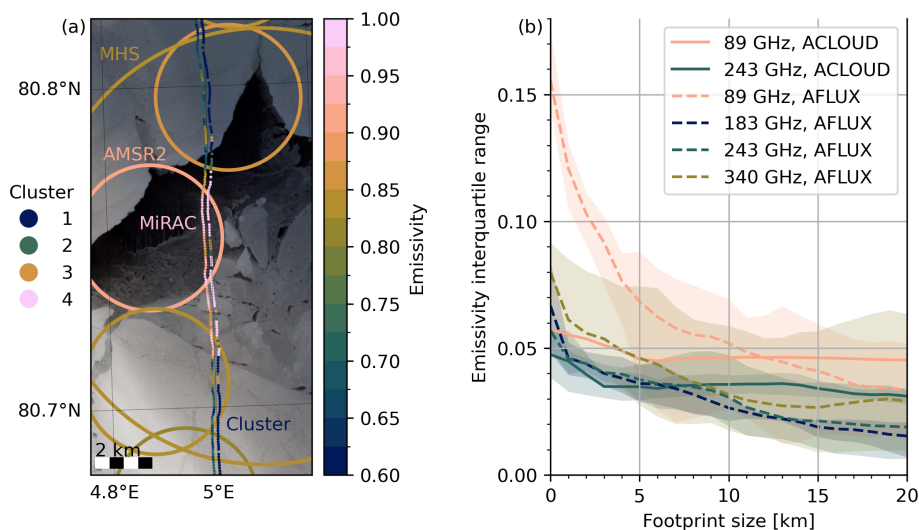 (a)
MHS
80.8°N
AMSR2
MiRAC
Cluster
1
2
3
4
80.7°N
Cluster
2 km
4.8°E
5°E
1.00
0.95
0.90
0.85
0.80
0.75
0.70
0.65
0.60
Emissivity
(b)
89 GHz, ACLOUD
243 GHz, ACLOUD
89 GHz, AFLUX
183 GHz, AFLUX
243 GHz, AFLUX
340 GHz, AFLUX
Emissivity interquartile range
0.15
0.10
0.05
0.00
0
5
10
15
20
Footprint size [km]